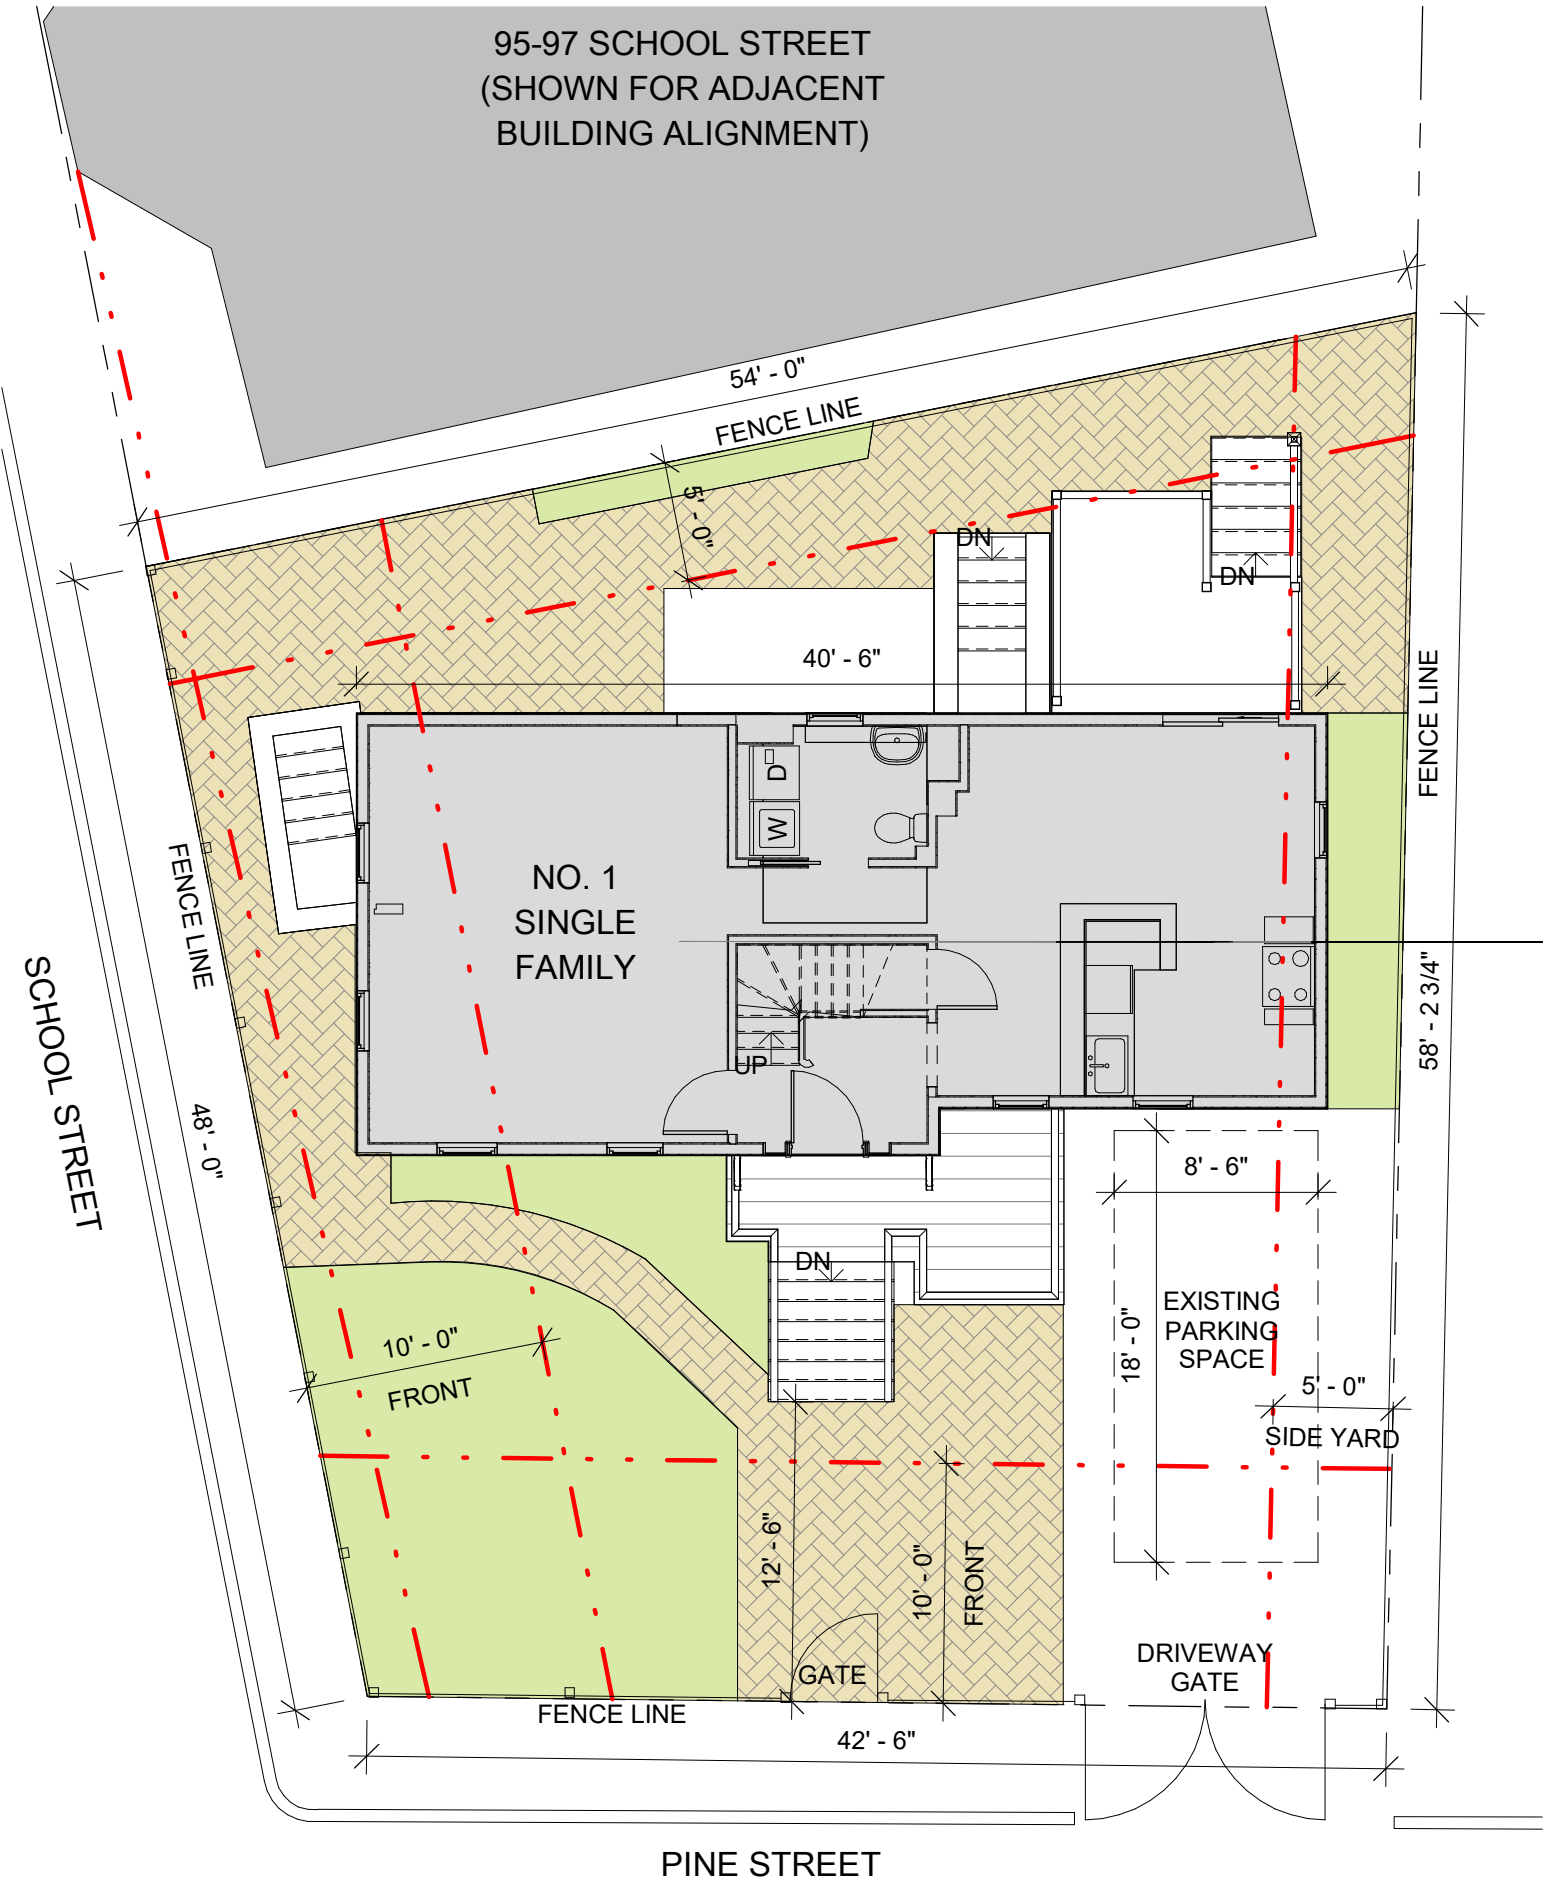 95-97 SCHOOL STREET
(SHOWN FOR ADJACENT
BUILDING ALIGNMENT)
54' - 0"
FENCE LINE
5' - 0"
DN
DN
40' - 6"
FENCE LINE
D
W
NO. 1
SINGLE
FAMILY
FENCE LINE
SCHOOL STREET
48' - 0"
58' - 2 3/4"
UP
8' - 6"
DN
EXISTING
PARKING
SPACE
18' - 0"
10' - 0"
FRONT
5' - 0"
SIDE YARD
12' - 6"
10' - 0"
FRONT
GATE
DRIVEWAY
GATE
FENCE LINE
42' - 6"
PINE STREET